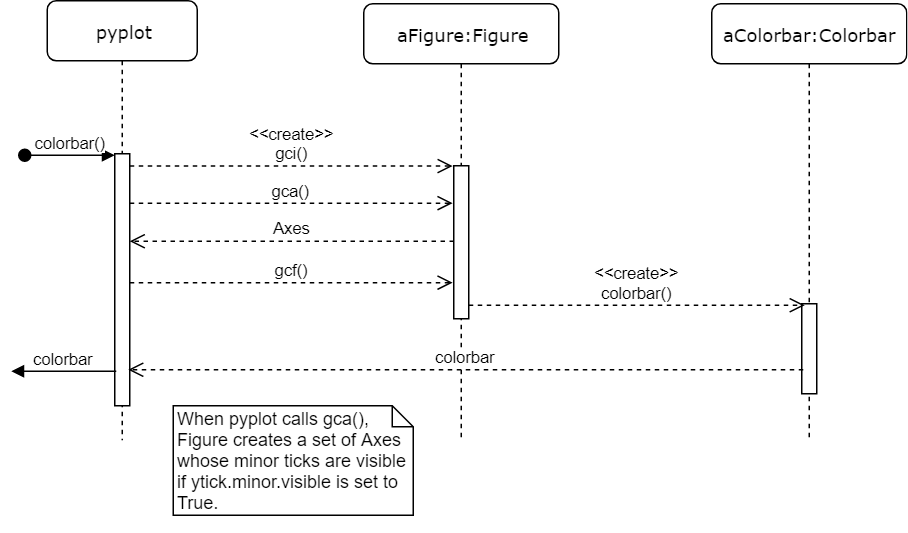 pyplot
aFigure:Figure
aColorbar:Colorbar
colorbar()
<<create>>
gci()
gca()
Axes
gcf()
<<create>>
colorbar()
colorbar
colorbar
When pyplot calls gca(),
Figure creates a set of Axes
whose minor ticks are visible
if ytick.minor.visible is set to
True.